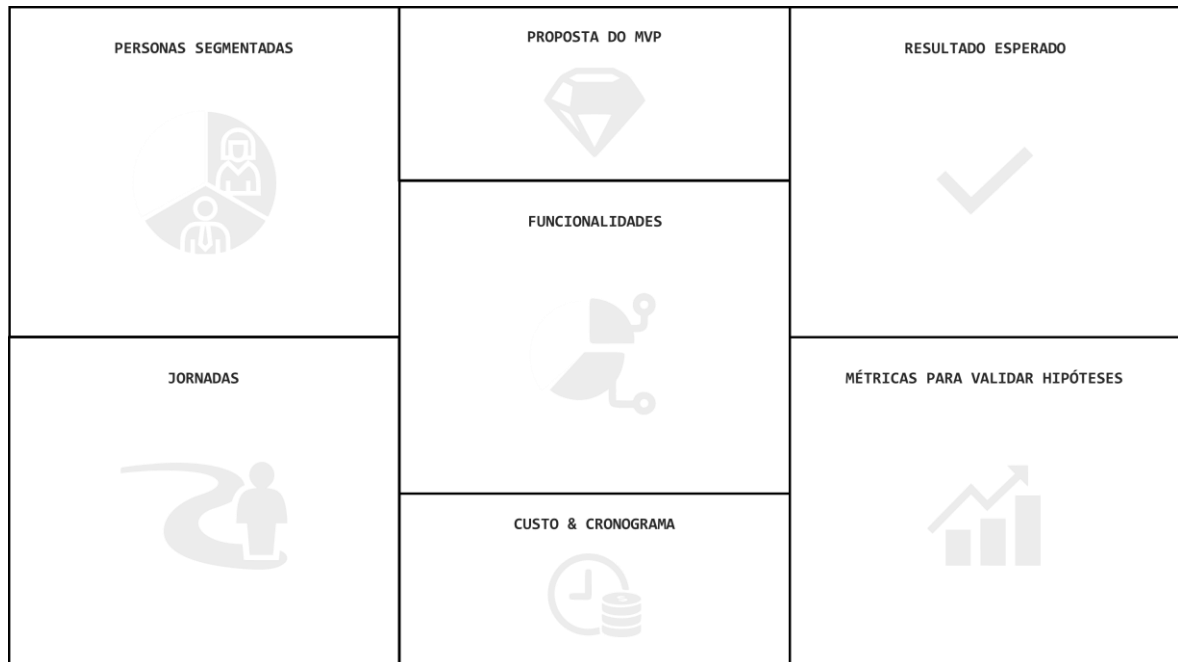 PERSONAS SEGMENTADAS
PROPOSTA DO MVP
RESULTADO ESPERADO
FUNCIONALIDADES
JORNADAS
MÉTRICAS PARA VALIDAR HIPÓTESES
CUSTO & CRONOGRAMA